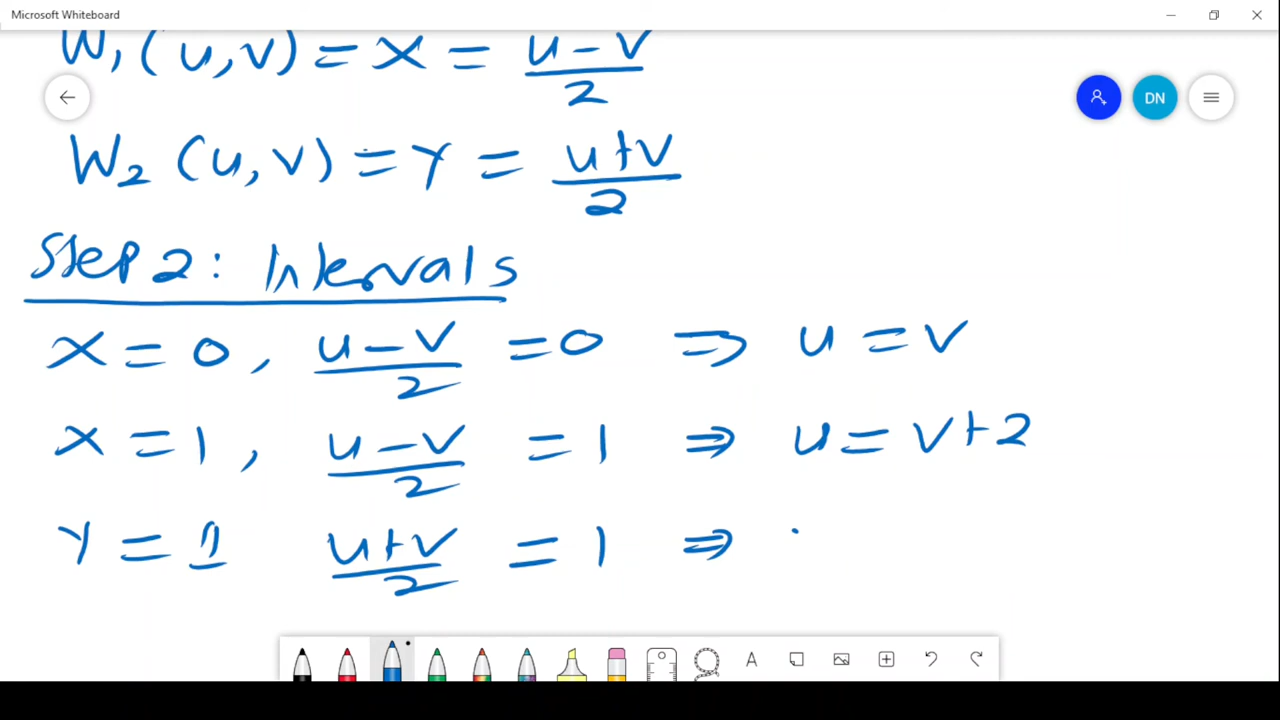 Microsoft Whiteboard
W₁(u,v) = X = (u-v)/2
DN
W₂(u,v) = Y = (u+v)/2
Step 2: Intervals
X = 0, (u-v)/2 = 0 ⇒ u = v
X = 1, (u-v)/2 = 1 ⇒ u = v+2
Y = 1 (u+v)/2 = 1 ⇒
A